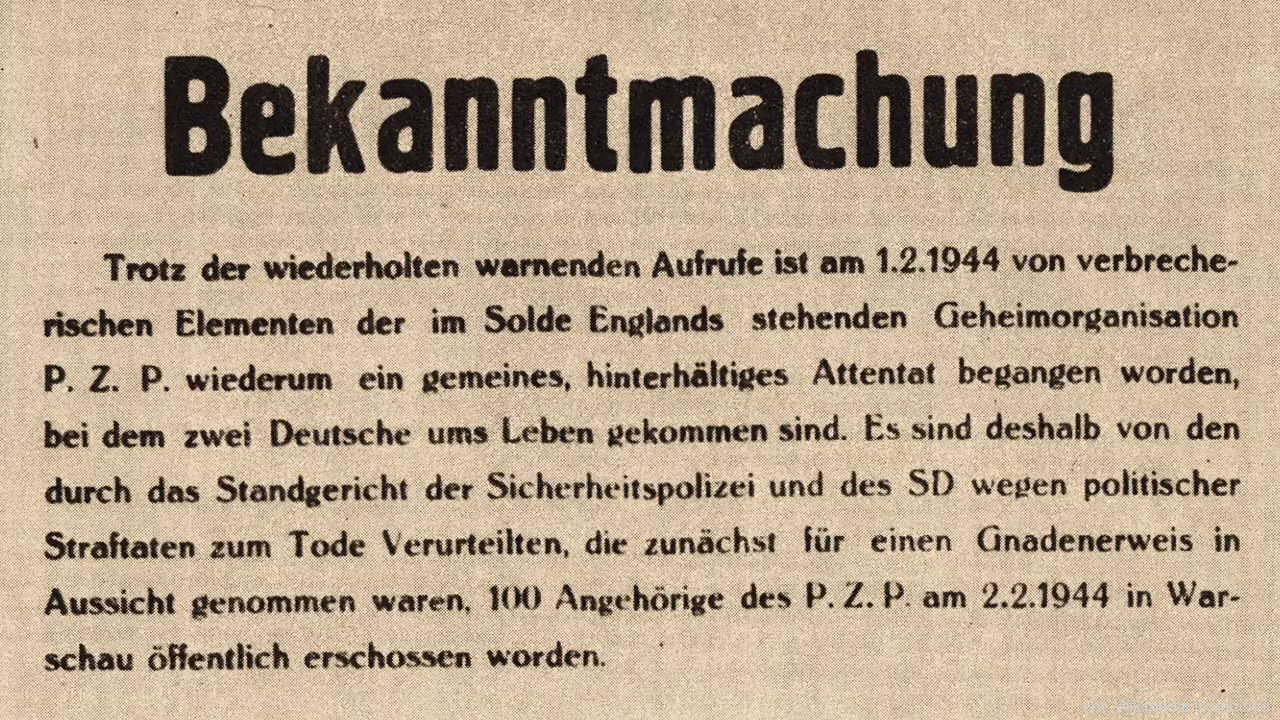 Bekanntmachung
Trotz der wiederholten warnenden Aufrufe ist am 1.2.1944 von verbreche-
rischen Elementen der im Solde Englands stehenden Geheimorganisation
P. Z. P. wiederum ein gemeines, hinterhältiges Attentat begangen worden,
bei dem zwei Deutsche ums Leben gekommen sind. Es sind deshalb von den
durch das Standgericht der Sicherheitspolizei und des SD wegen politischer
Straftaten zum Tode Verurteilten, die zunächst für einen Gnadenerweis in
Aussicht genommen waren, 100 Angehörige des P. Z. P. am 2.2.1944 in War-
schau öffentlich erschossen worden.